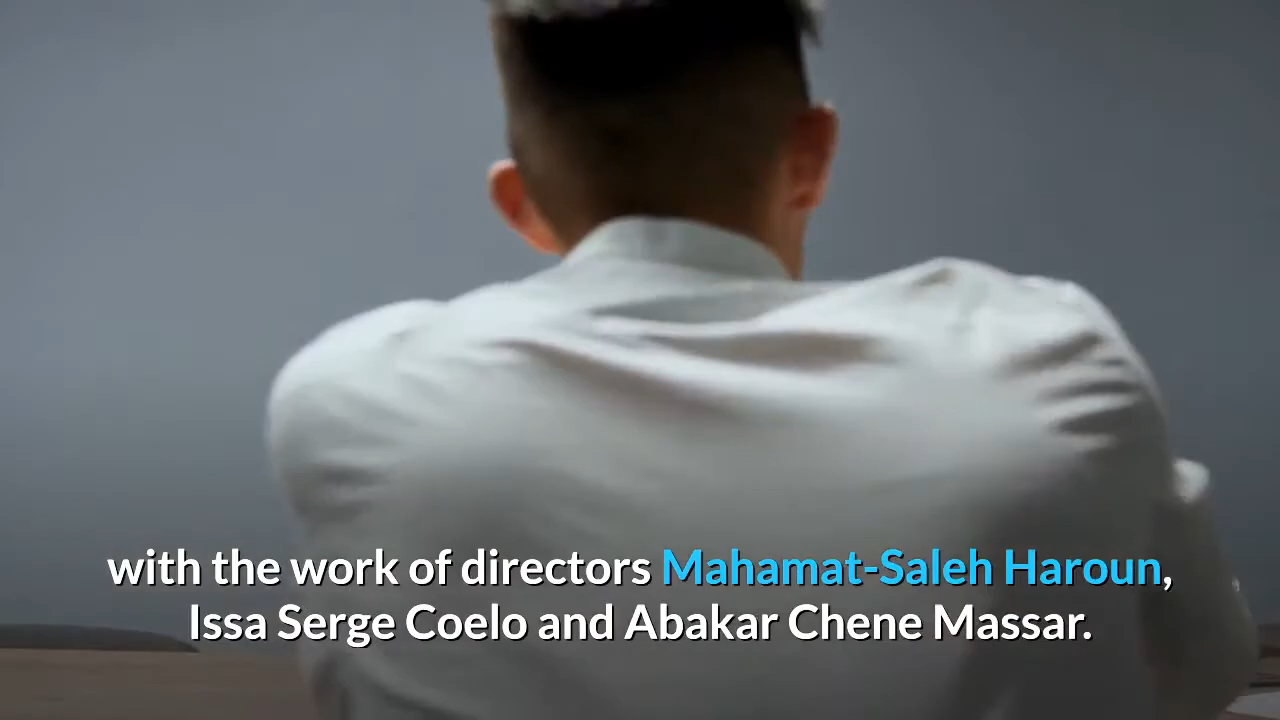 with the work of directors Mahamat-Saleh Haroun,
Issa Serge Coelo and Abakar Chene Massar.